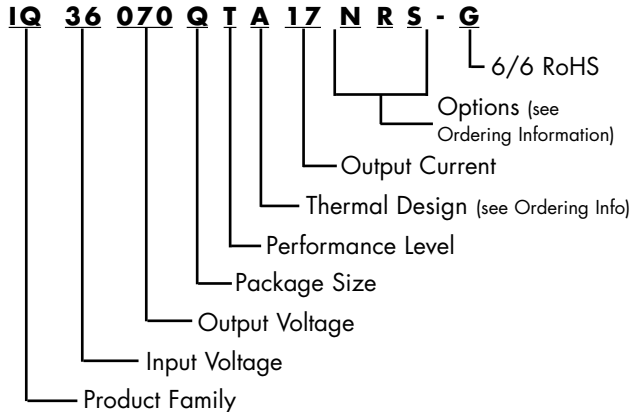 IQ 36 070 Q T A 17 N R S - G
6/6 RoHS
Options (see
Ordering Information)
Output Current
Thermal Design (see Ordering Info)
Performance Level
Package Size
Output Voltage
Input Voltage
Product Family